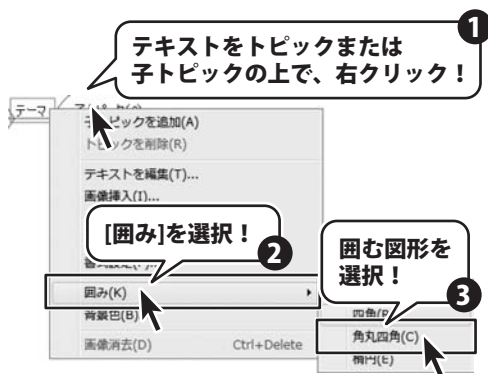 1
テキストをトピックまたは
子トピックの上で、右クリック！
テーマ
トピックを追加(A)
トピックを削除(R)
テキストを編集(T)...
画像挿入(I)...
[囲み]を選択！
2
囲む図形を
選択！
3
囲み(K)
背景色(B)
四角(R)
角丸四角(C)
楕円(E)
画像消去(D) Ctrl+Delete